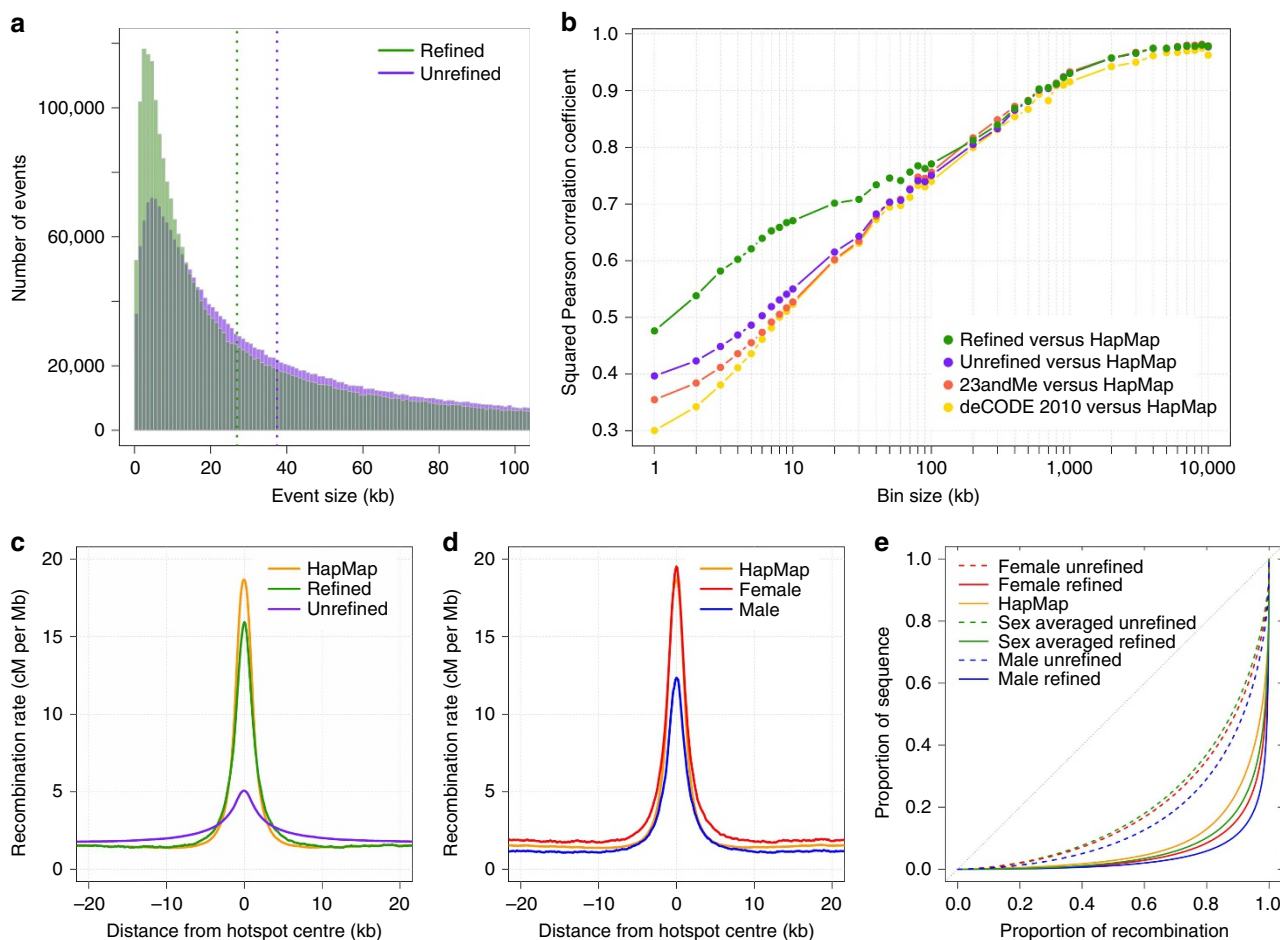 a
Refined
Unrefined
100,000
60,000
20,000
0
Number of events
0 20 40 60 80 100
Event size (kb)
b
1.0
0.9
0.8
0.7
0.6
0.5
0.4
0.3
Squared Pearson correlation coefficient
Refined versus HapMap
Unrefined versus HapMap
23andMe versus HapMap
deCODE 2010 versus HapMap
1 10 100 1,000 10,000
Bin size (kb)
c
20
15
10
5
0
Recombination rate (cM per Mb)
HapMap
Refined
Unrefined
–20 –10 0 10 20
Distance from hotspot centre (kb)
d
20
15
10
5
0
Recombination rate (cM per Mb)
HapMap
Female
Male
–20 –10 0 10 20
Distance from hotspot centre (kb)
e
1.0
0.8
0.6
0.4
0.2
0.0
Proportion of sequence
Female unrefined
Female refined
HapMap
Sex averaged unrefined
Sex averaged refined
Male unrefined
Male refined
0.0 0.2 0.4 0.6 0.8 1.0
Proportion of recombination